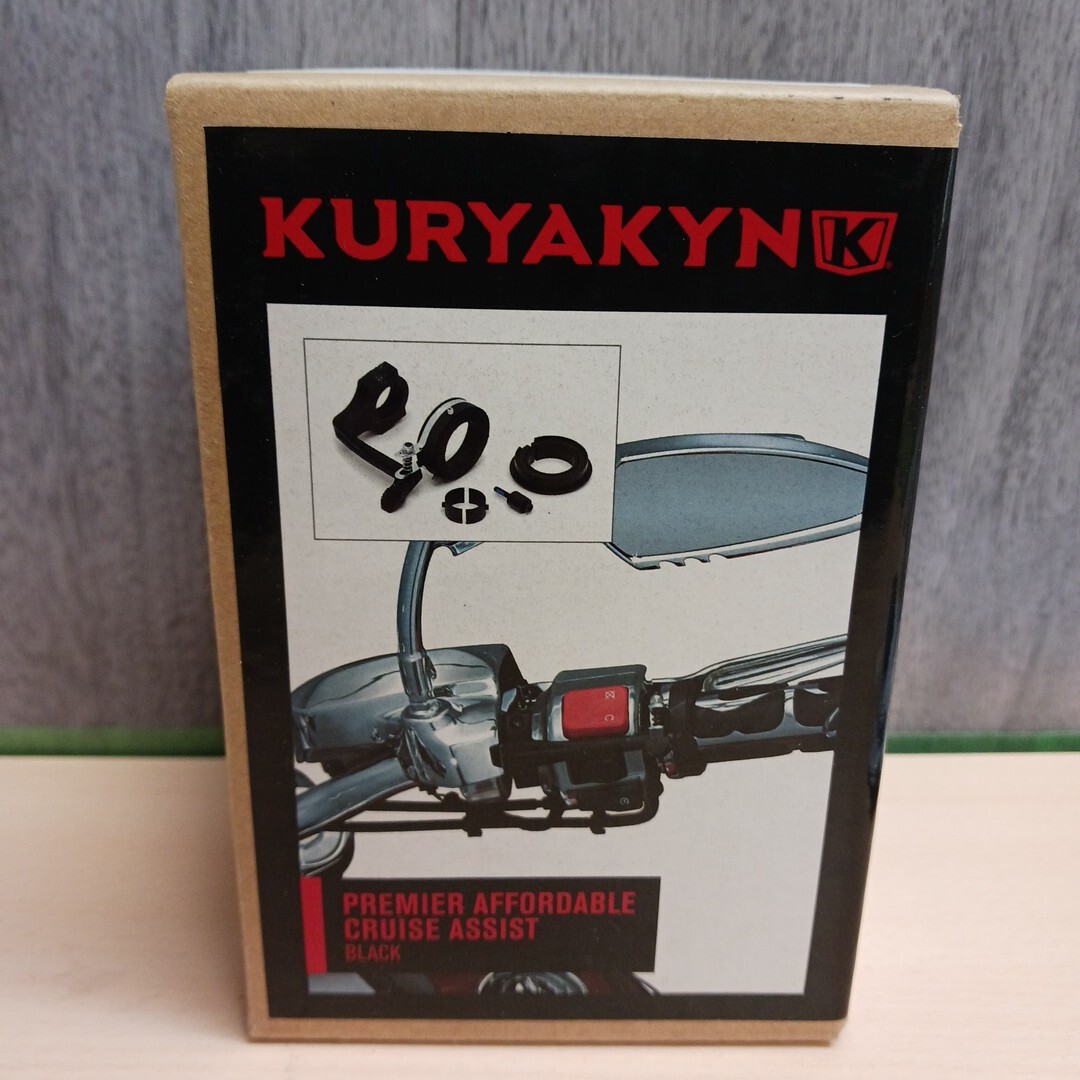 KURYAKYN K
PREMIER AFFORDABLE
CRUISE ASSIST
BLACK